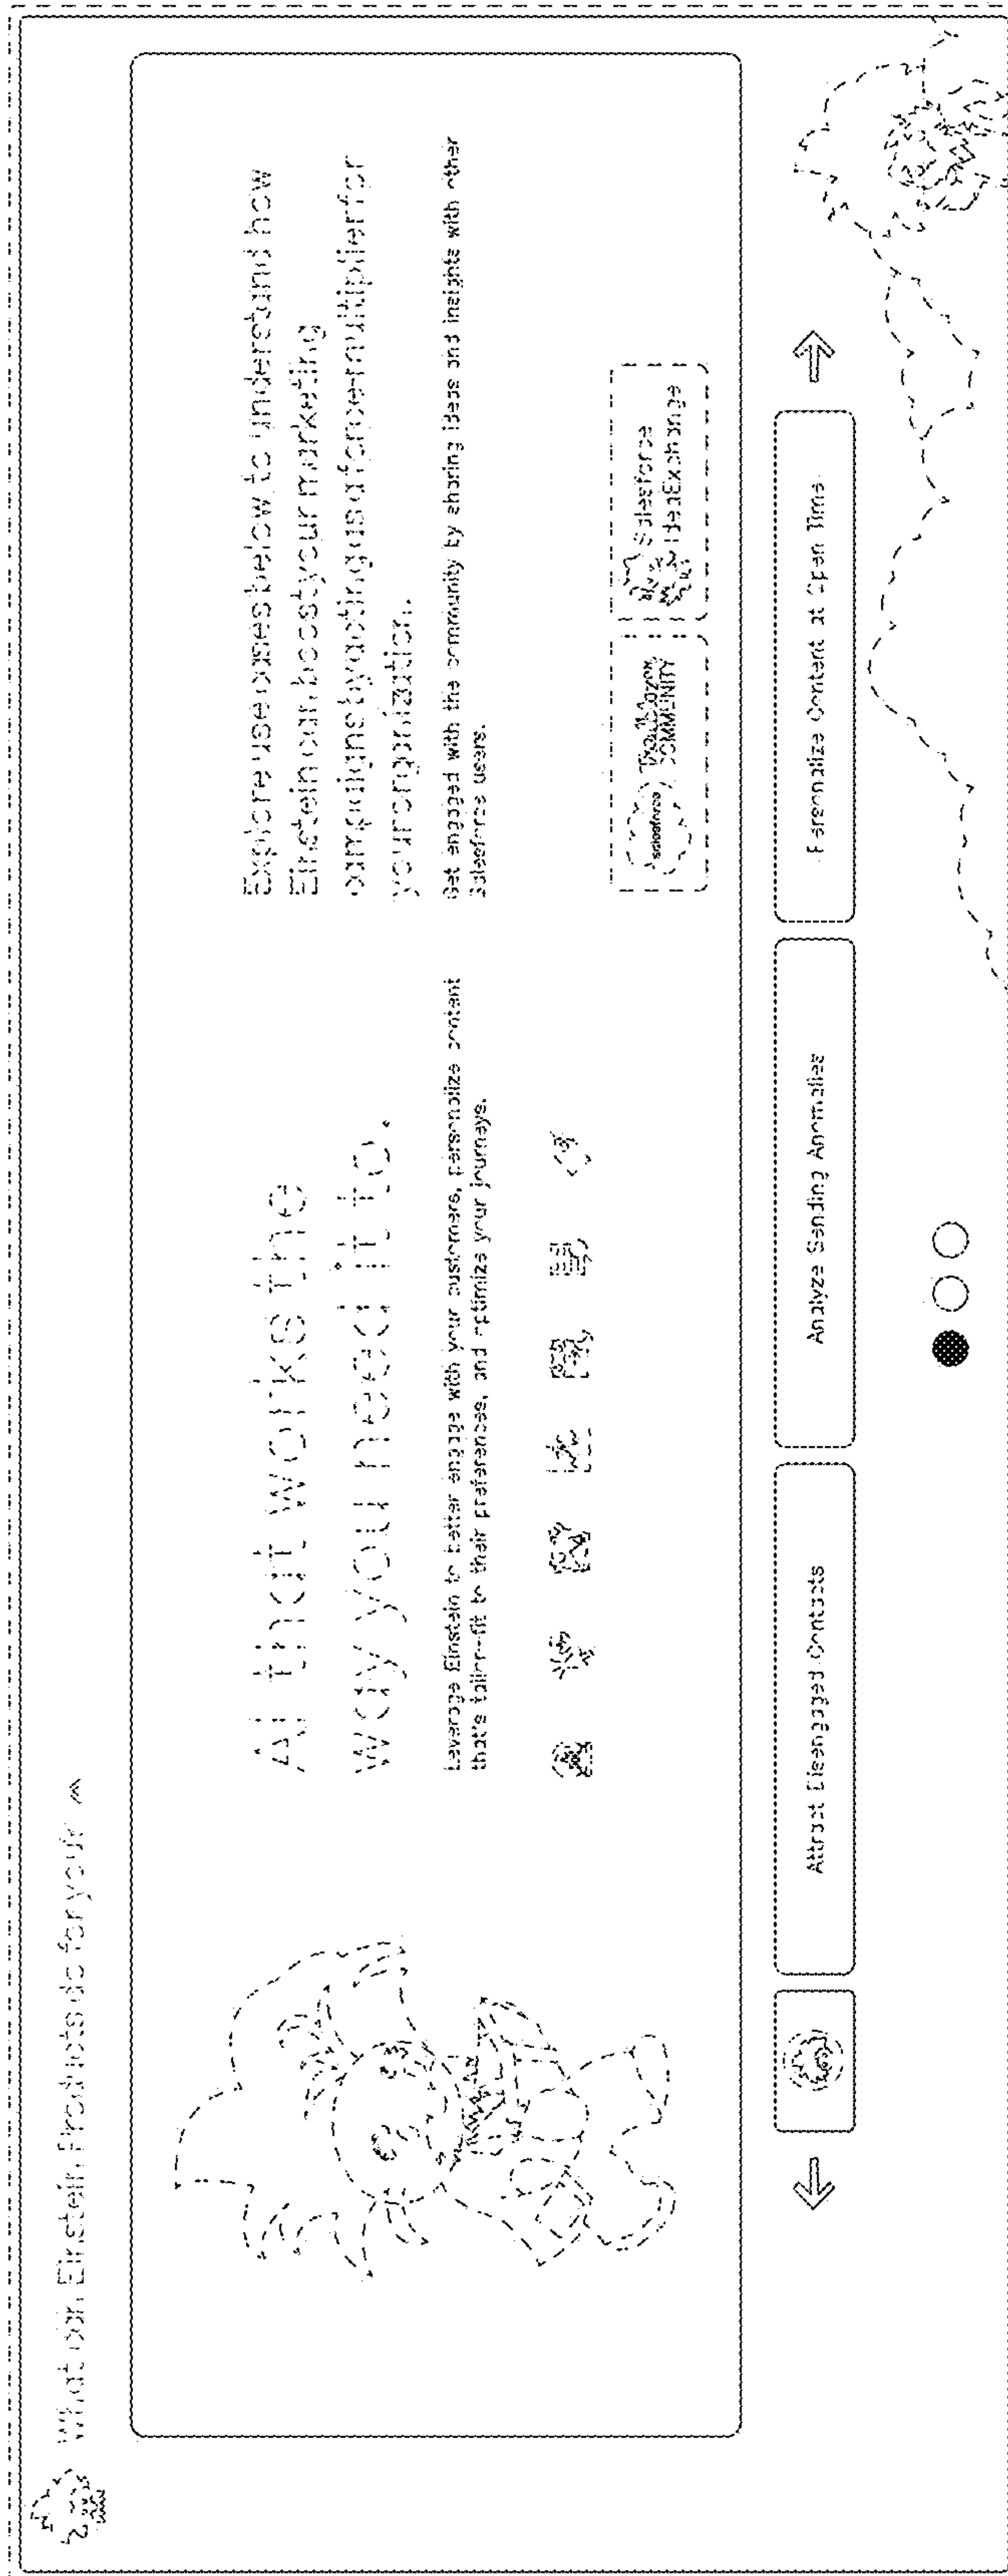 What can Einstein Products do for you?
AI that works the
way you need it to.
Leverage Einstein to better engage with your customers, personalize content
that's tailor-fit to their preferences, and optimize your journeys.
Explore use cases below to understand how
Einstein can boost your marketing
campaigns by acting as a force-multiplier for
your organization.
Get engaged with the community by sharing ideas and insights with other
Salesforce users.
salesforce
Trailblazer
COMMUNITY
Salesforce
IdeaExchange
Attract Disengaged Contacts
Analyze Sending Anomalies
Personalize Content at Open Time